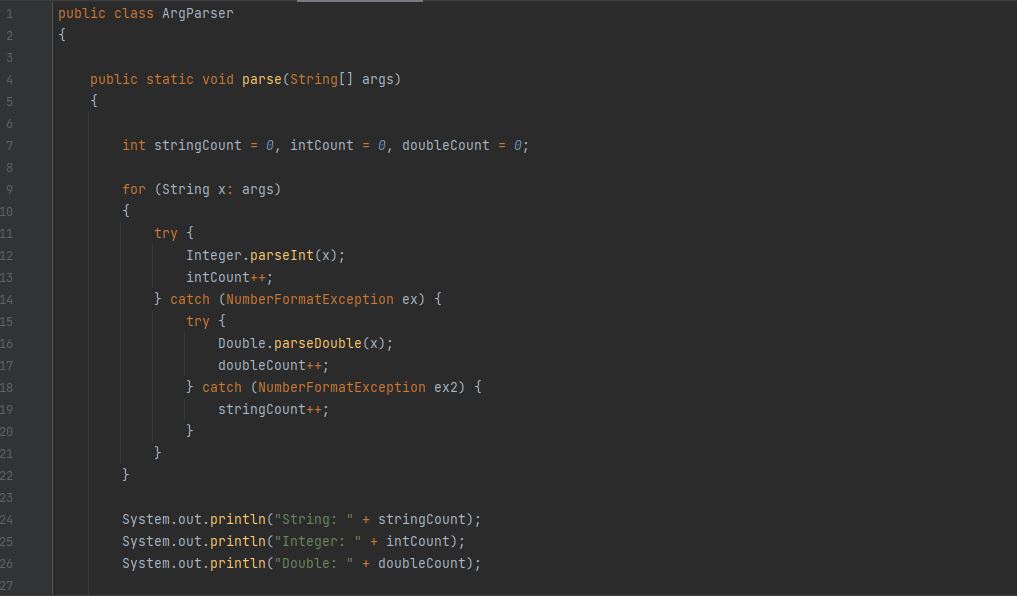 1 public class ArgParser
2 {
3
4 public static void parse(String[] args)
5 {
6
7 int stringCount = 0, intCount = 0, doubleCount = 0;
8
9 for (String x: args)
10 {
11 try {
12 Integer.parseInt(x);
13 intCount++;
14 } catch (NumberFormatException ex) {
15 try {
16 Double.parseDouble(x);
17 doubleCount++;
18 } catch (NumberFormatException ex2) {
19 stringCount++;
20 }
21 }
22 }
23
24 System.out.println("String: " + stringCount);
25 System.out.println("Integer: " + intCount);
26 System.out.println("Double: " + doubleCount);
27